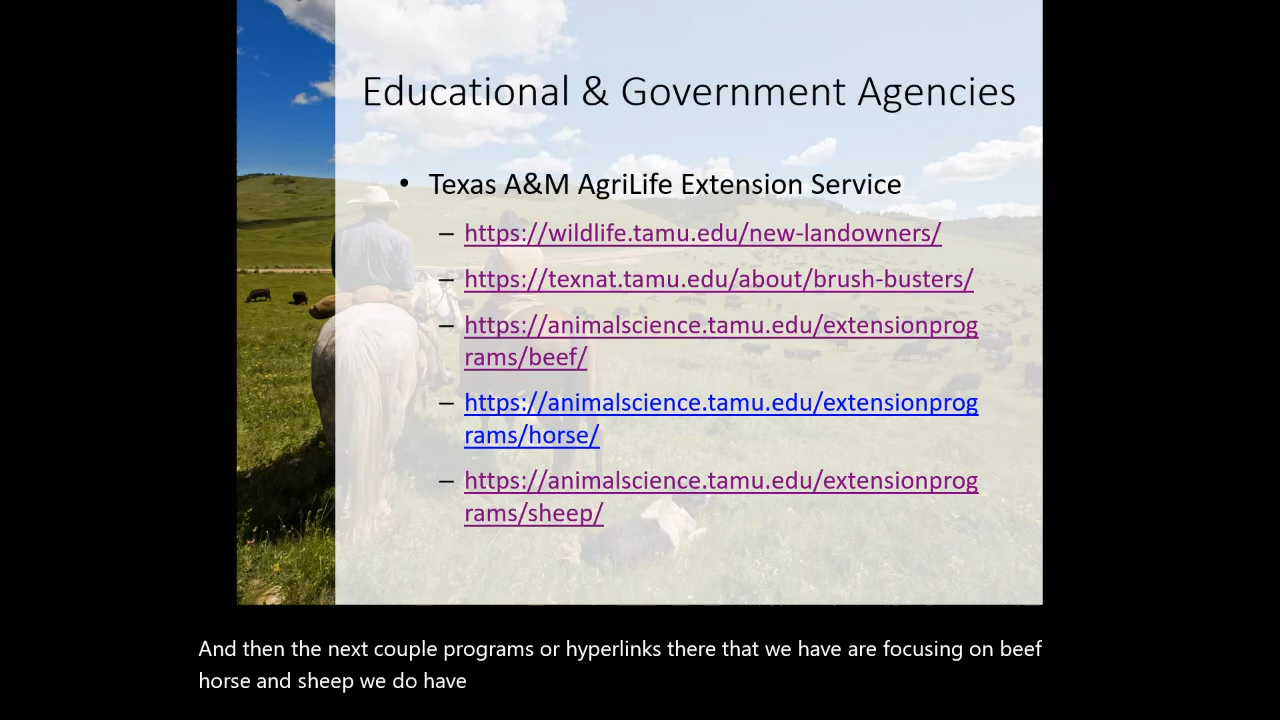 Educational & Government Agencies
• Texas A&M AgriLife Extension Service
– https://wildlife.tamu.edu/new-landowners/
– https://texnat.tamu.edu/about/brush-busters/
– https://animalscience.tamu.edu/extensionprog
rams/beef/
– https://animalscience.tamu.edu/extensionprog
rams/horse/
– https://animalscience.tamu.edu/extensionprog
rams/sheep/
And then the next couple programs or hyperlinks there that we have are focusing on beef
horse and sheep we do have